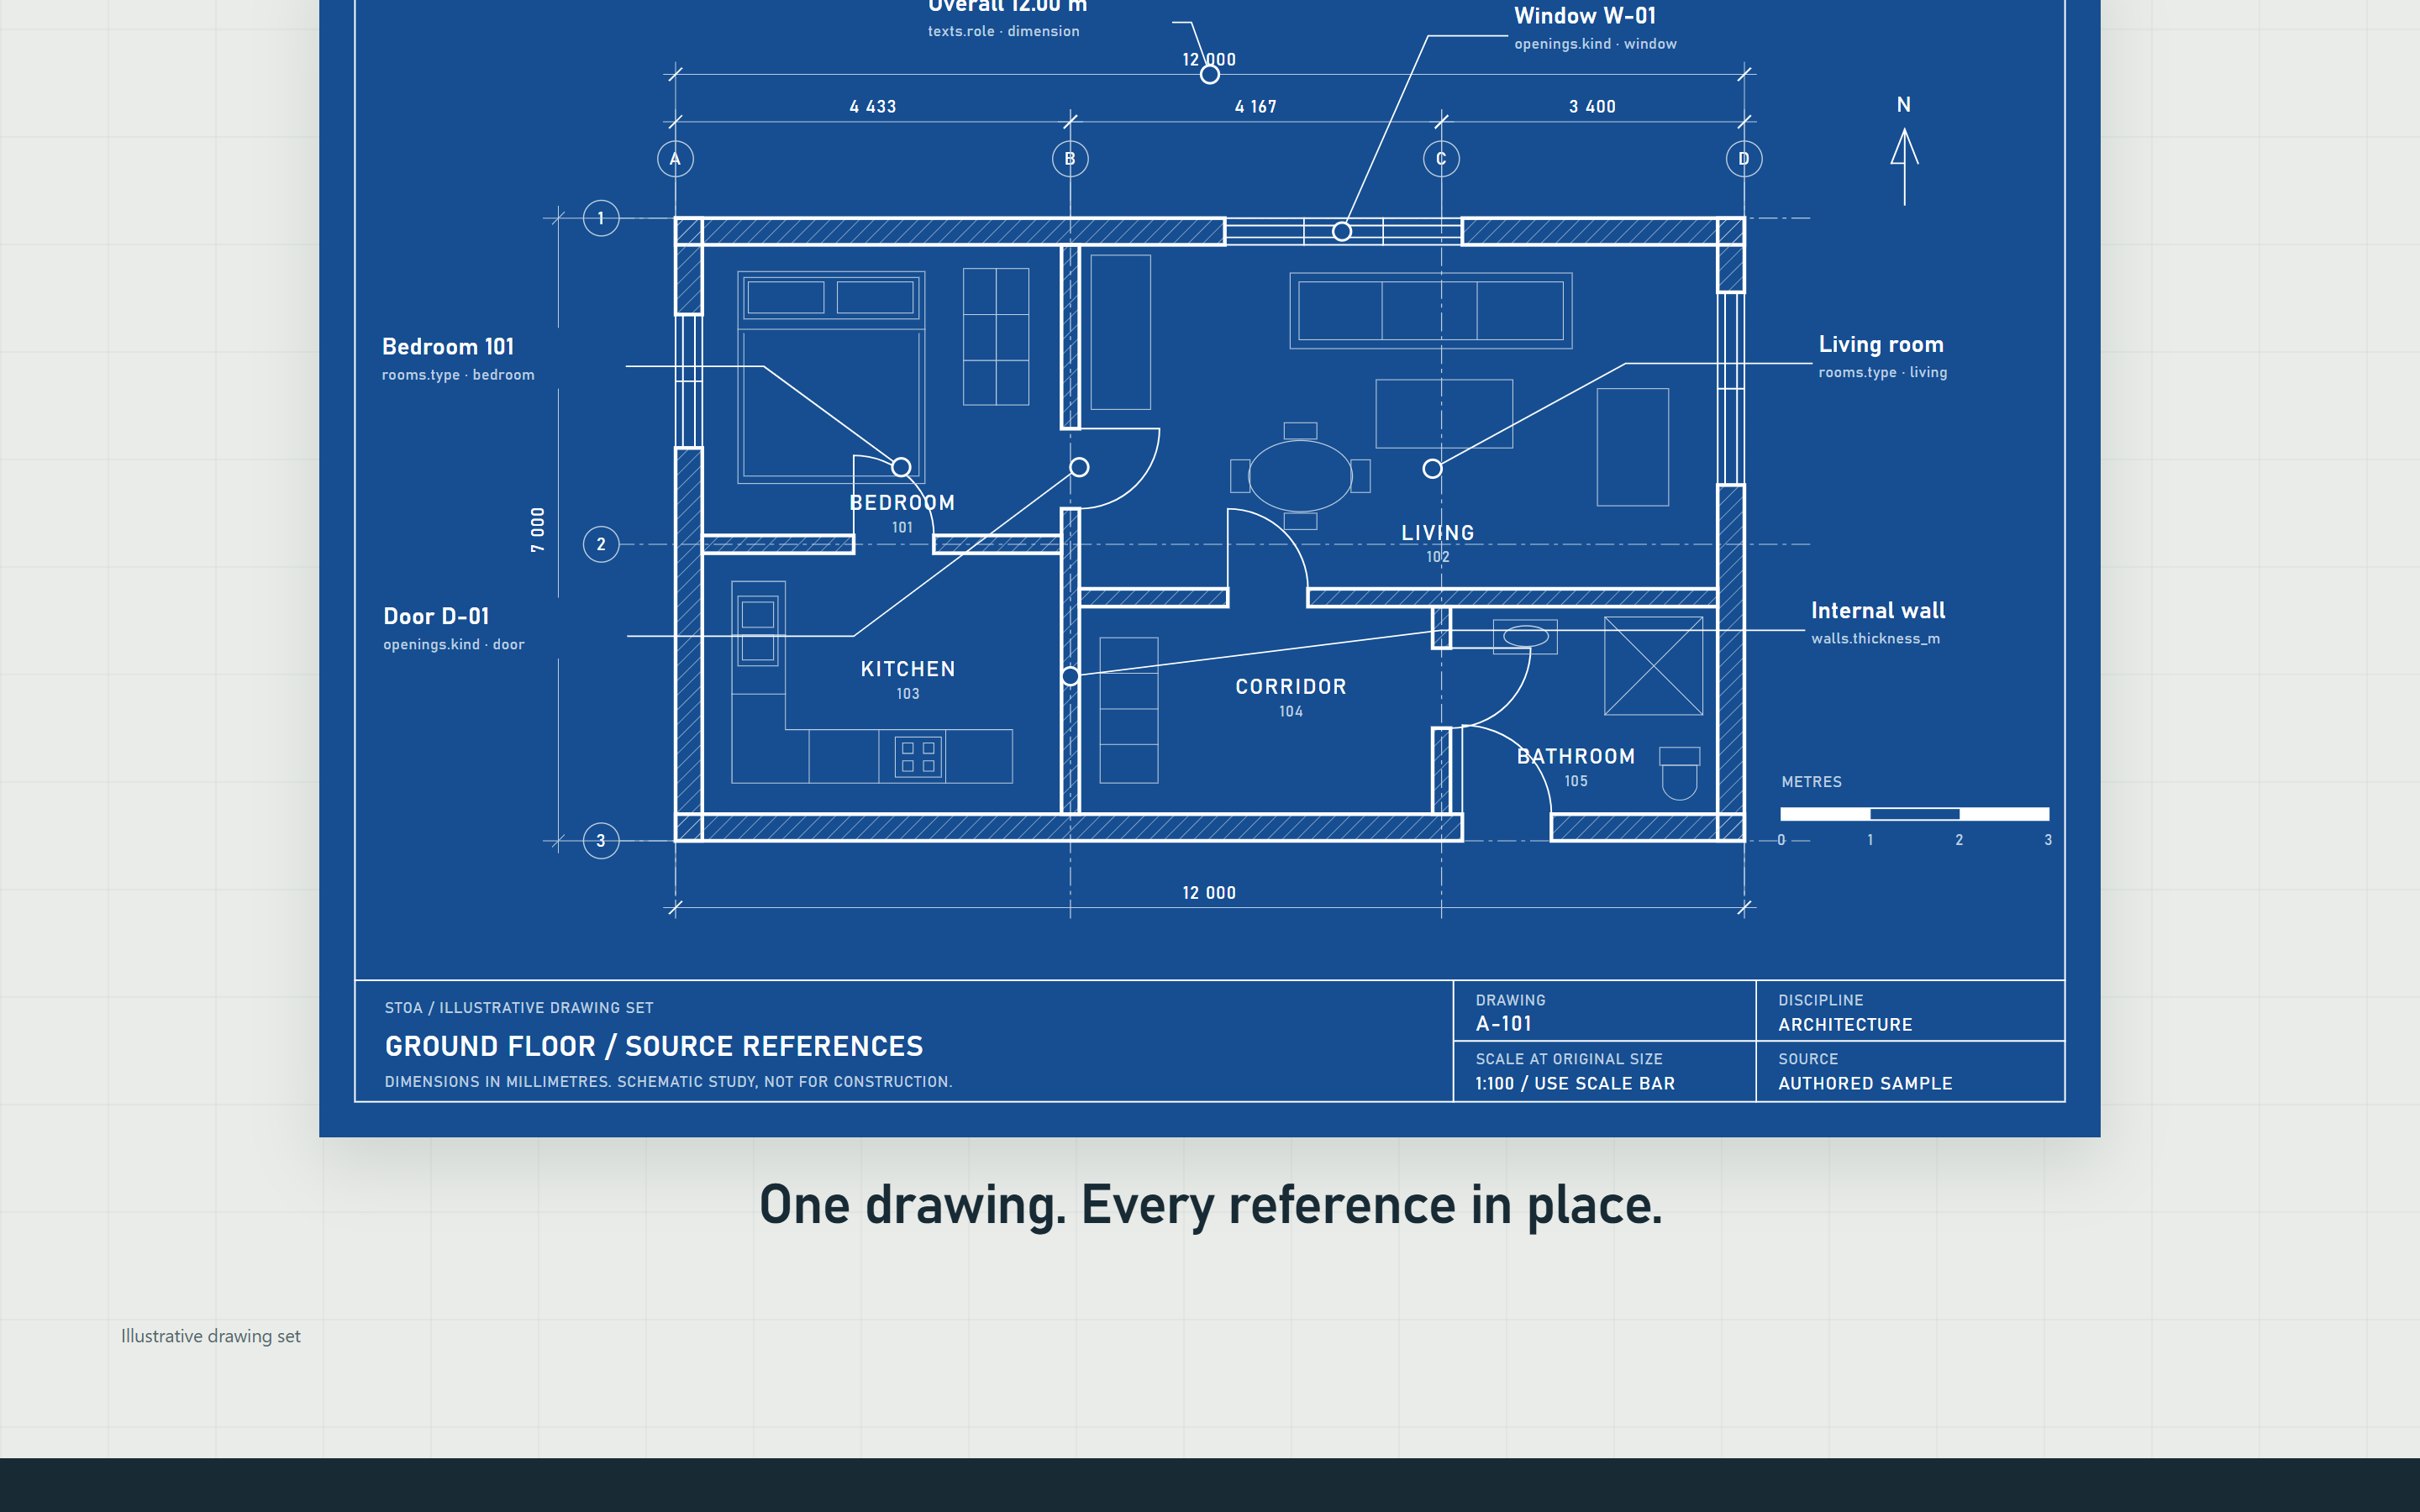 Overall 12.00 m
texts.role · dimension
Window W-01
openings.kind · window
12 000
4 433
4 167
3 400
N
A
B
C
D
1
Bedroom 101
rooms.type · bedroom
Living room
rooms.type · living
BEDROOM
101
7 000
2
LIVING
102
Door D-01
openings.kind · door
Internal wall
walls.thickness_m
KITCHEN
103
CORRIDOR
104
BATHROOM
105
METRES
0 1 2 3
3
12 000
STOA / ILLUSTRATIVE DRAWING SET
GROUND FLOOR / SOURCE REFERENCES
DIMENSIONS IN MILLIMETRES. SCHEMATIC STUDY, NOT FOR CONSTRUCTION.
DRAWING
A-101
DISCIPLINE
ARCHITECTURE
SCALE AT ORIGINAL SIZE
1:100 / USE SCALE BAR
SOURCE
AUTHORED SAMPLE
One drawing. Every reference in place.
Illustrative drawing set